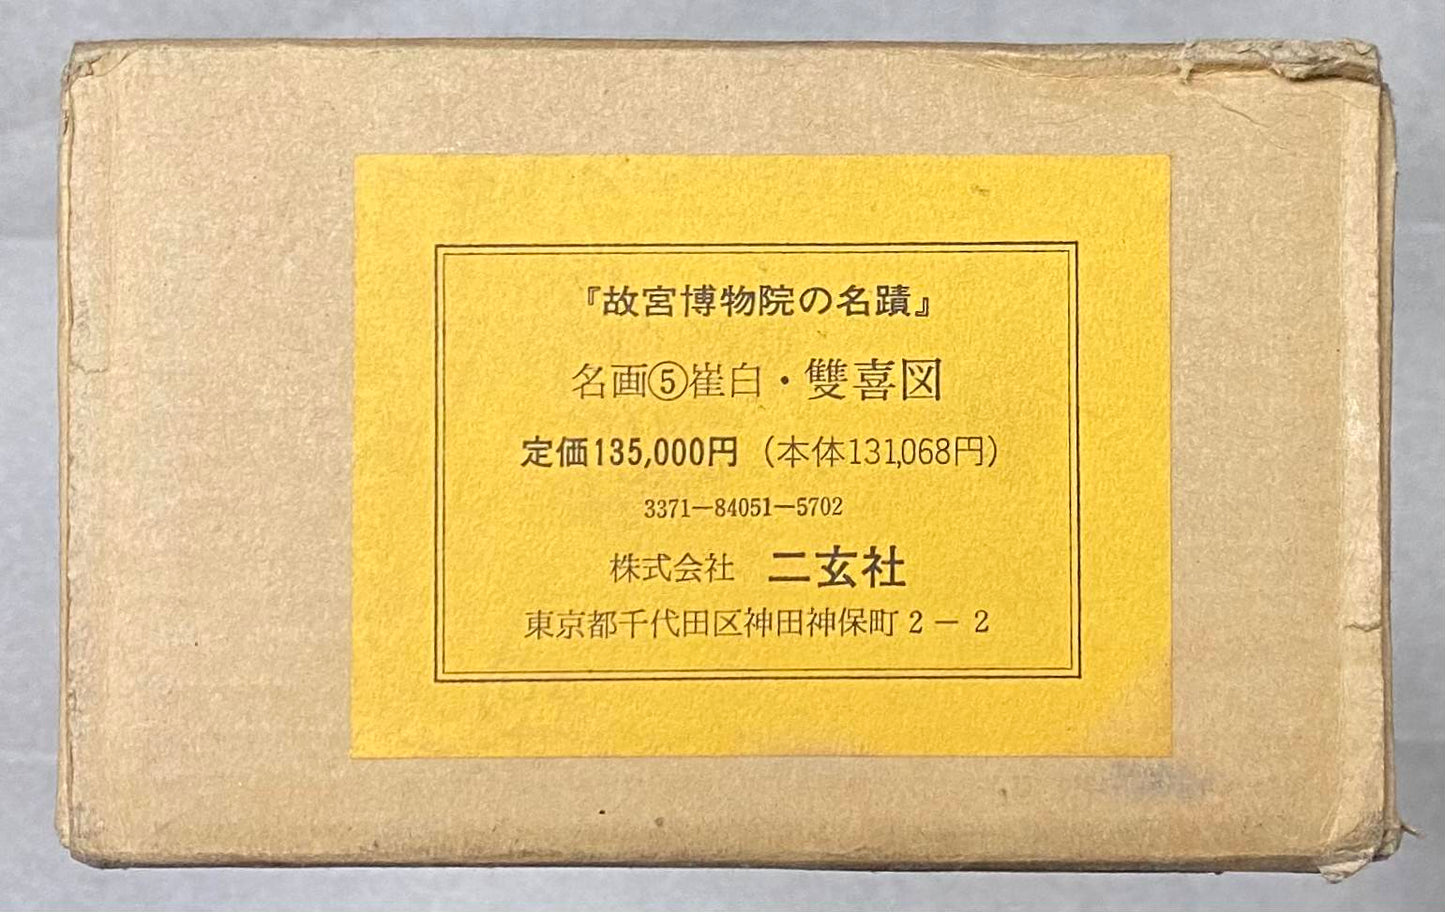 『故宮博物院の名蹟』
名画⑤崔白・雙喜図
定価135,000円（本体131,068円）
3371—84051—5702
株式会社 二玄社
東京都千代田区神田神保町2－2